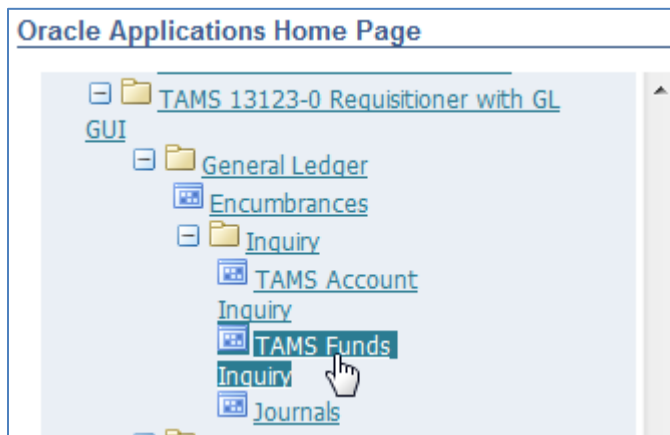 Oracle Applications Home Page
TAMS 13123-0 Requisitioner with GL
GUI
General Ledger
Encumbrances
Inquiry
TAMS Account
Inquiry
TAMS Funds
Inquiry
Journals